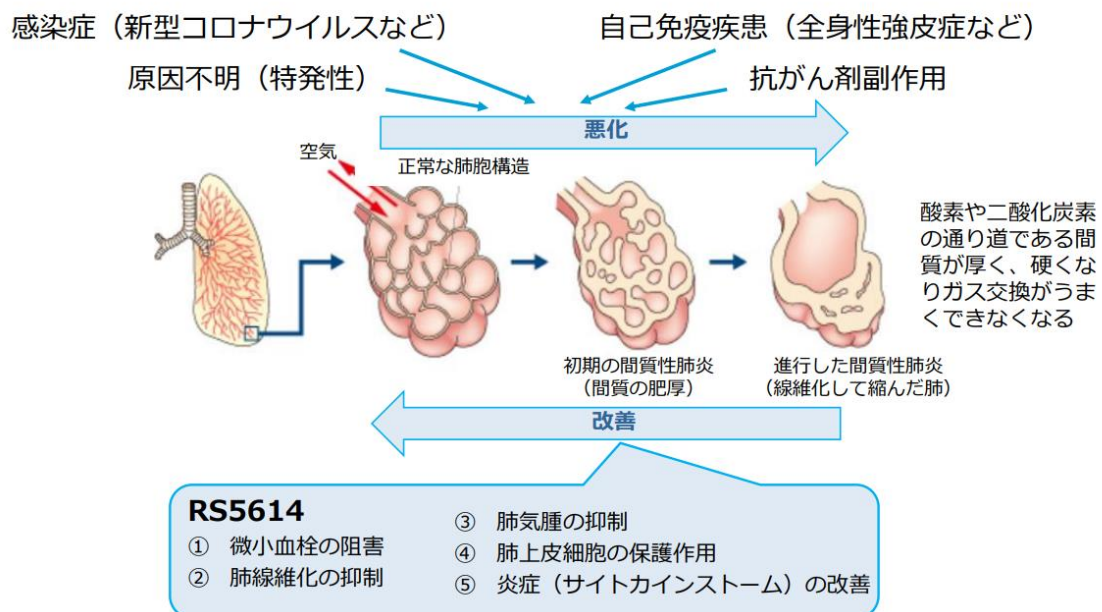 感染症（新型コロナウイルスなど）
自己免疫疾患（全身性強皮症など）
原因不明（特発性）
抗がん剤副作用
悪化
空気
正常な肺胞構造
酸素や二酸化炭素
の通り道である間
質が厚く、硬くな
りガス交換がうま
くできなくなる
初期の間質性肺炎
（間質の肥厚）
進行した間質性肺炎
（線維化して縮んだ肺）
改善
RS5614
① 微小血栓の阻害
② 肺線維化の抑制
③ 肺気腫の抑制
④ 肺上皮細胞の保護作用
⑤ 炎症（サイトカインストーム）の改善